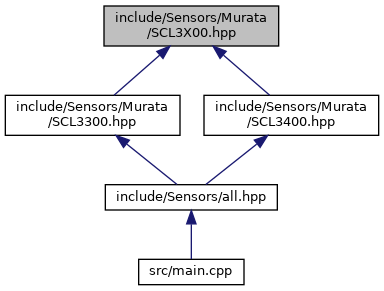 include/Sensors/Murata
/SCL3X00.hpp
include/Sensors/Murata
/SCL3300.hpp
include/Sensors/Murata
/SCL3400.hpp
include/Sensors/all.hpp
src/main.cpp